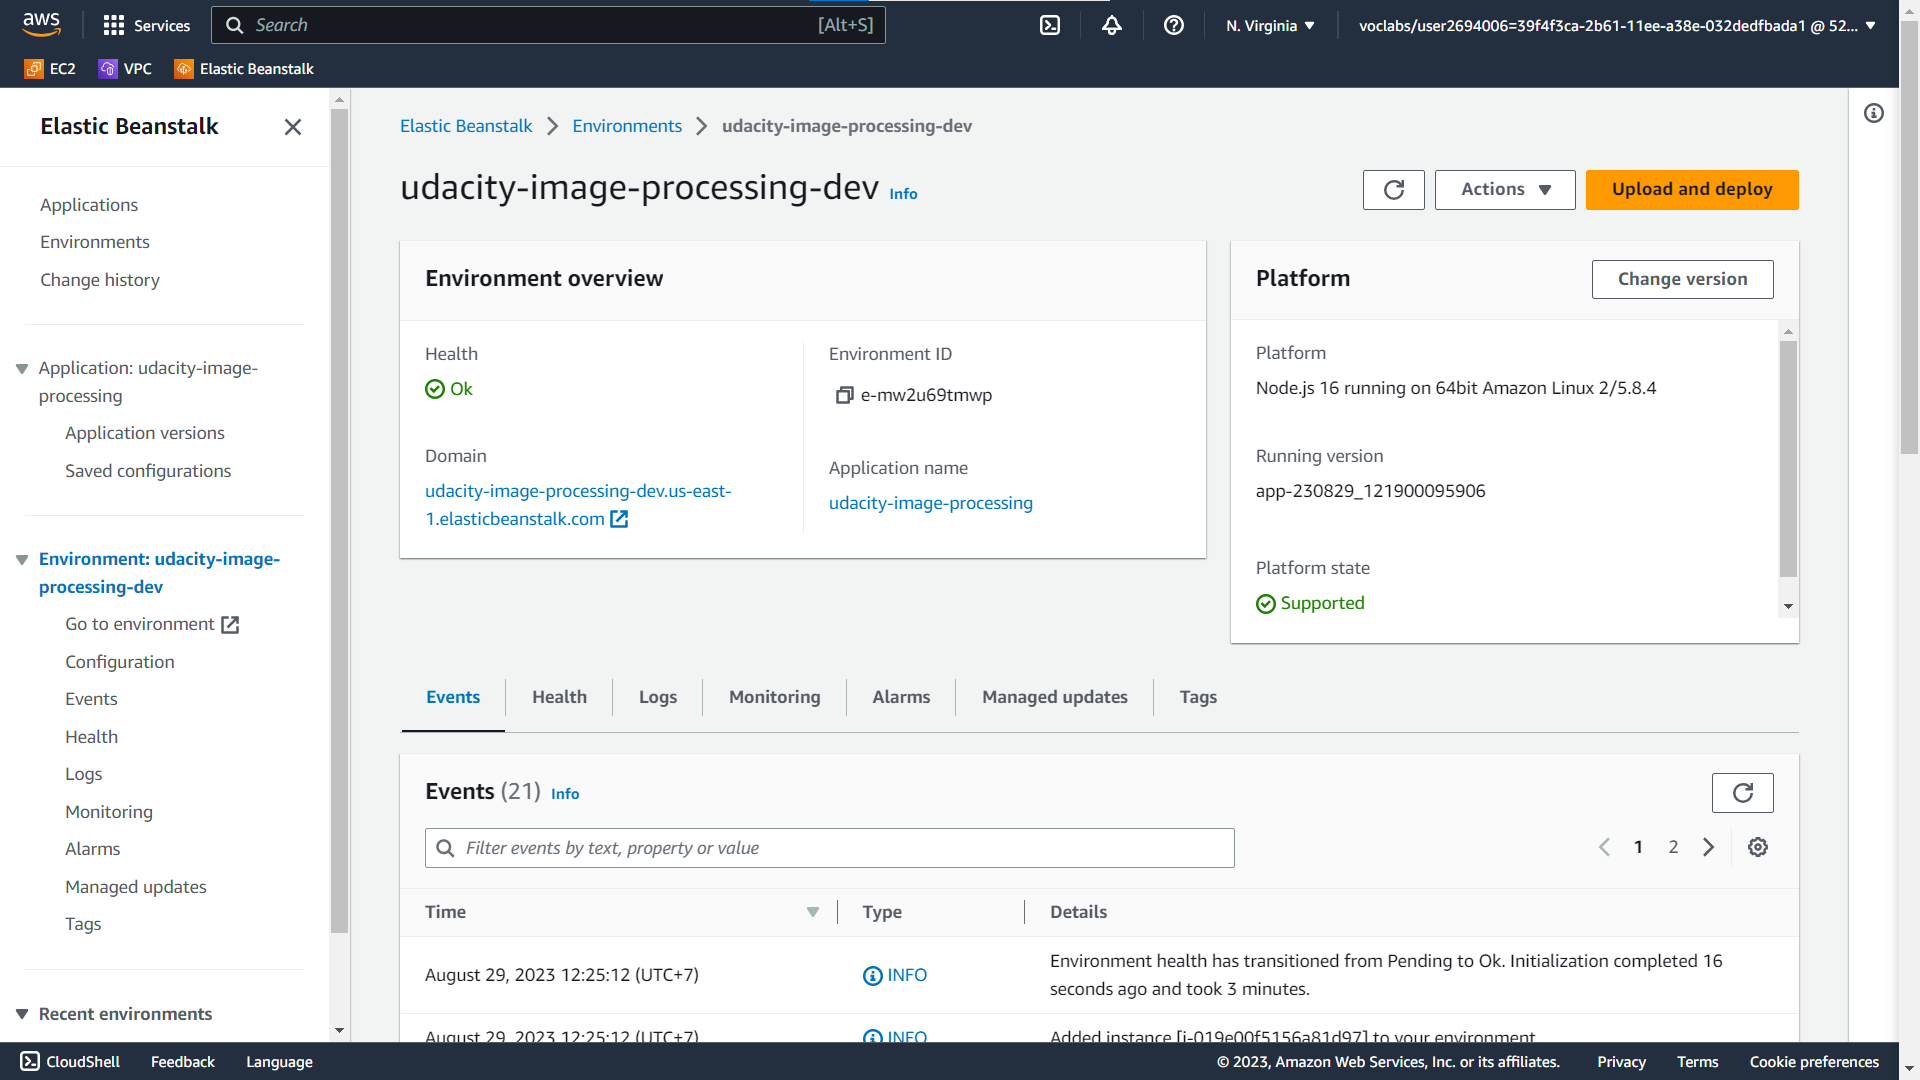 aws
Services
Search
[Alt+S]
N. Virginia
voclabs/user2694006=39f4f3ca-2b61-11ee-a38e-032dedfbada1 @ 52...
EC2
VPC
Elastic Beanstalk
Elastic Beanstalk
Applications
Environments
Change history
Application: udacity-image-
processing
Application versions
Saved configurations
Environment: udacity-image-
processing-dev
Go to environment
Configuration
Events
Health
Logs
Monitoring
Alarms
Managed updates
Tags
Recent environments
Elastic Beanstalk
Environments
udacity-image-processing-dev
udacity-image-processing-dev Info
Actions
Upload and deploy
Environment overview
Health
Ok
Domain
udacity-image-processing-dev.us-east-
1.elasticbeanstalk.com
Environment ID
e-mw2u69tmwp
Application name
udacity-image-processing
Platform
Change version
Platform
Node.js 16 running on 64bit Amazon Linux 2/5.8.4
Running version
app-230829_121900095906
Platform state
Supported
Events
Health
Logs
Monitoring
Alarms
Managed updates
Tags
Events (21) Info
Filter events by text, property or value
1
2
Time
Type
Details
August 29, 2023 12:25:12 (UTC+7)
INFO
Environment health has transitioned from Pending to Ok. Initialization completed 16
seconds ago and took 3 minutes.
August 29, 2023 12:25:12 (UTC+7)
INFO
Added instance [i-019e00f5156a81d97] to your environment.
CloudShell
Feedback
Language
© 2023, Amazon Web Services, Inc. or its affiliates.
Privacy
Terms
Cookie preferences